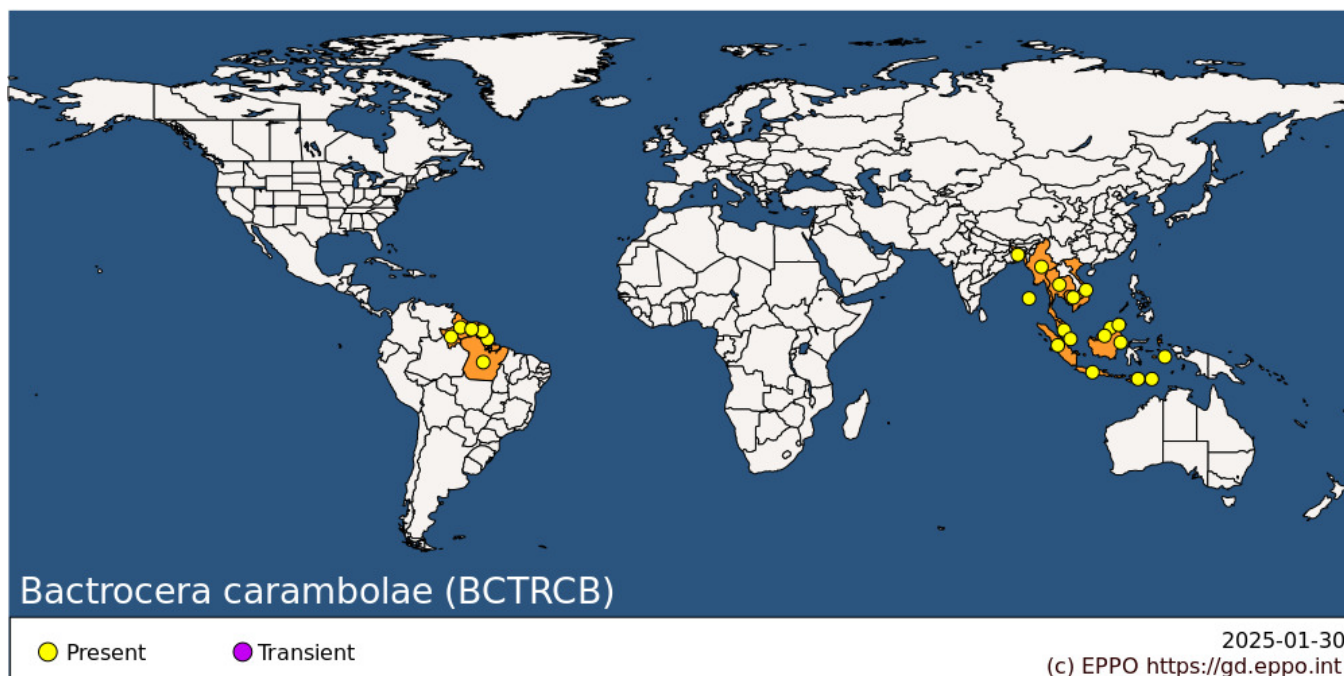 Bactrocera carambolae (BCTRCB)
Present
Transient
2025-01-30
(c) EPPO https://gd.eppo.int